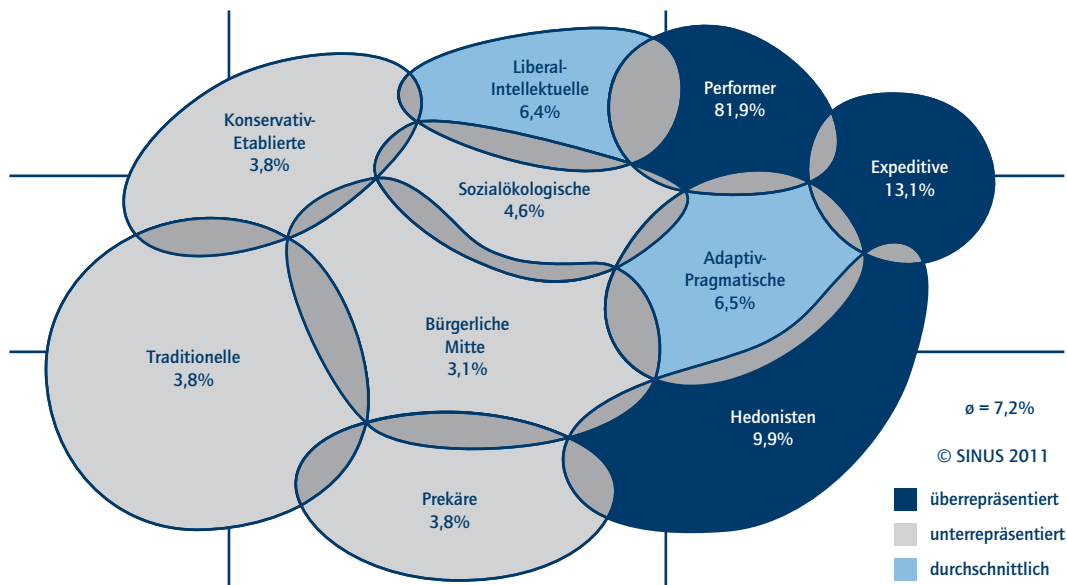 Liberal-
Intellektuelle
6,4%
Performer
81,9%
Konservativ-
Etablierte
3,8%
Expeditive
13,1%
Sozialökologische
4,6%
Adaptiv-
Pragmatische
6,5%
Bürgerliche
Mitte
3,1%
Traditionelle
3,8%
Hedonisten
9,9%
Prekäre
3,8%
ø = 7,2%
© SINUS 2011
überrepräsentiert
unterrepräsentiert
durchschnittlich